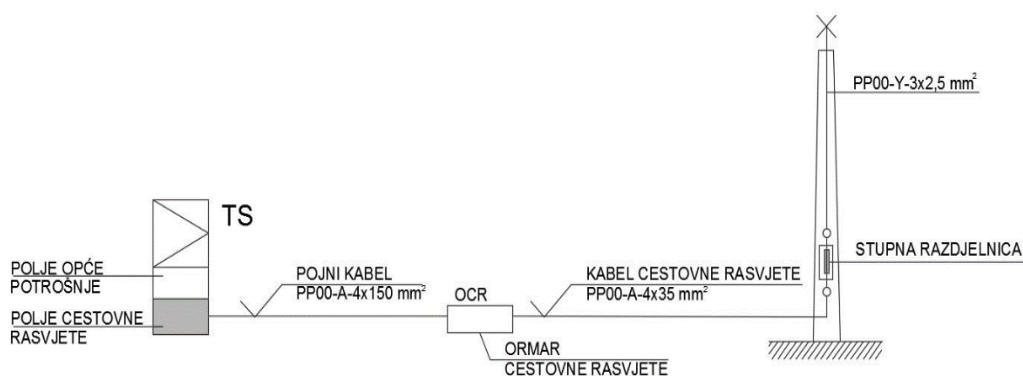 PP00-Y-3x2,5 mm²
TS
STUPNA RAZDJELNICA
POLJE OPĆE
POTROŠNJE
POJNI KABEL
PP00-A-4x150 mm²
OCR
KABEL CESTOVNE RASVJETE
PP00-A-4x35 mm²
POLJE CESTOVNE
RASVJETE
ORMAR
CESTOVNE RASVJETE